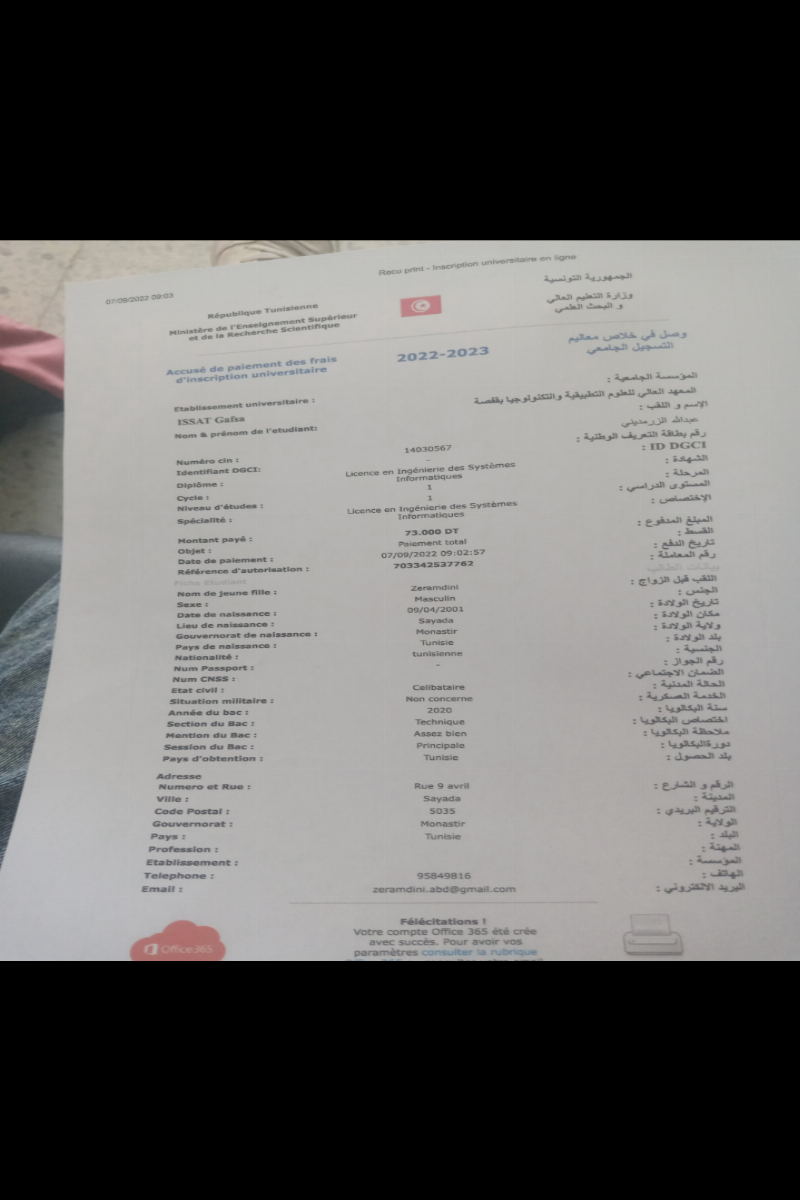 07/09/2022 09:03
Recu print - Inscription universitaire en ligne
République Tunisienne
Ministère de l'Enseignement Supérieur
et de la Recherche Scientifique
الجمهورية التونسية
وزارة التعليم العالي
و البحث العلمي
Accusé de paiement des frais
d'inscription universitaire
2022-2023
وصل في خلاص معاليم
التسجيل الجامعي
Etablissement universitaire :
المؤسسة الجامعية :
ISSAT Gafsa
المعهد العالي للعلوم التطبيقية والتكنولوجيا بقفصة
Nom & prénom de l'etudiant:
الإسم و اللقب :
عبدالله الزرمديني
Numéro cin : 14030567 رقم بطاقة التعريف الوطنية :
Identifiant DGCI: - ID DGCI :
Diplôme : Licence en Ingénierie des Systèmes الشهادة :
Informatiques
Cycle : 1 المرحلة :
Niveau d'études : 1 المستوى الدراسي :
Spécialité : Licence en Ingénierie des Systèmes الإختصاص :
Informatiques
Montant payé : 73.000 DT المبلغ المدفوع :
Objet : Paiement total القسط :
Date de paiement : 07/09/2022 09:02:57 تاريخ الدفع :
Référence d'autorisation : 703342537762 رقم المعاملة :
Fiche Etudiant بيانات الطالب
Nom de jeune fille : Zeramdini اللقب قبل الزواج :
Sexe : Masculin الجنس :
Date de naissance : 09/04/2001 تاريخ الولادة :
Lieu de naissance : Sayada مكان الولادة :
Gouvernorat de naissance : Monastir ولاية الولادة :
Pays de naissance : Tunisie بلد الولادة :
Nationalité : tunisienne الجنسية :
Num Passport : - رقم الجواز :
Num CNSS : الضمان الاجتماعي :
Etat civil : Celibataire الحالة المدنية :
Situation militaire : Non concerne الخدمة العسكرية :
Année du bac : 2020 سنة البكالوريا :
Section du Bac : Technique اختصاص البكالوريا :
Mention du Bac : Assez bien ملاحظة البكالوريا :
Session du Bac : Principale دورةالبكالوريا :
Pays d'obtention : Tunisie بلد الحصول :
Adresse
Numero et Rue : Rue 9 avril الرقم و الشارع :
Ville : Sayada المدينة :
Code Postal : 5035 الترقيم البريدي :
Gouvernorat : Monastir الولاية :
Pays : Tunisie البلد :
Profession : المهنة :
Etablissement : المؤسسة :
Telephone : 95849816 الهاتف :
Email : zeramdini.abd@gmail.com البريد الالكتروني :
Office 365
Félécitations !
Votre compte Office 365 été crée
avec succès. Pour avoir vos
paramètres consulter la rubrique